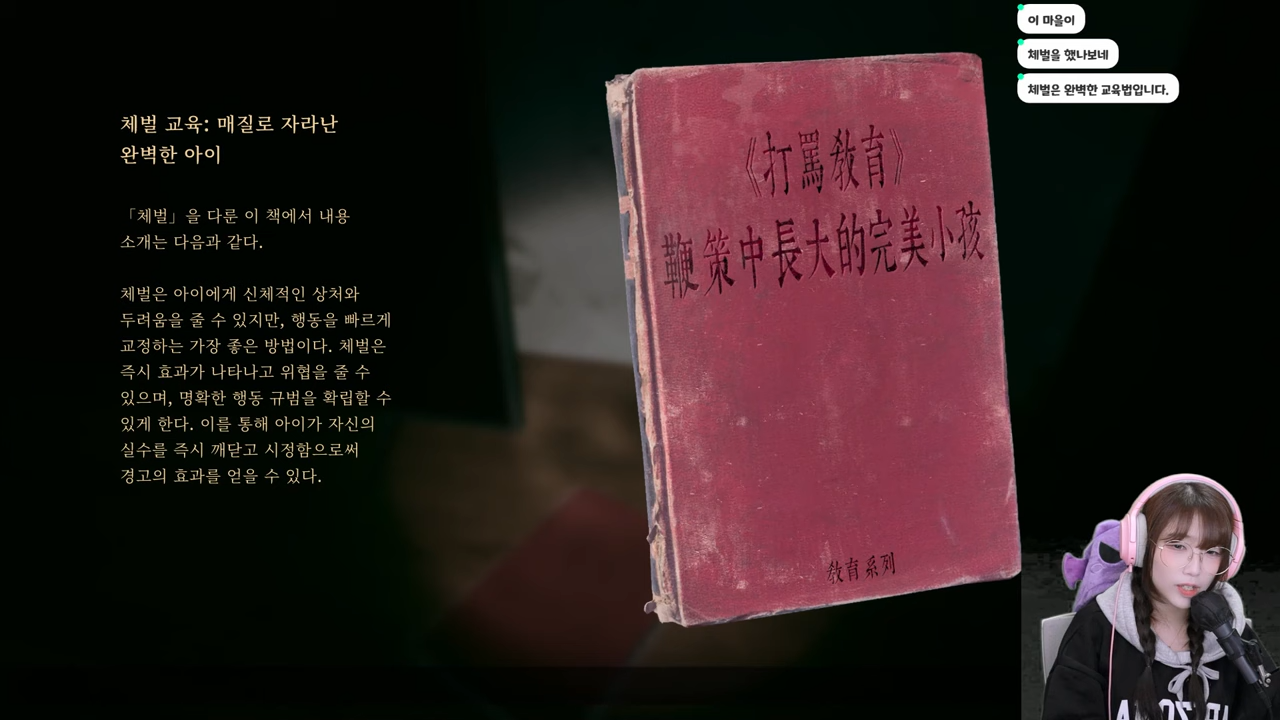 체벌 교육: 매질로 자라난
완벽한 아이
「체벌」을 다룬 이 책에서 내용
소개는 다음과 같다.
체벌은 아이에게 신체적인 상처와
두려움을 줄 수 있지만, 행동을 빠르게
교정하는 가장 좋은 방법이다. 체벌은
즉시 효과가 나타나고 위협을 줄 수
있으며, 명확한 행동 규범을 확립할 수
있게 한다. 이를 통해 아이가 자신의
실수를 즉시 깨닫고 시정함으로써
경고의 효과를 얻을 수 있다.
《打罵教育》
鞭策中長大的完美小孩
教育系列
이 마을이
체벌을 했나보네
체벌은 완벽한 교육법입니다.